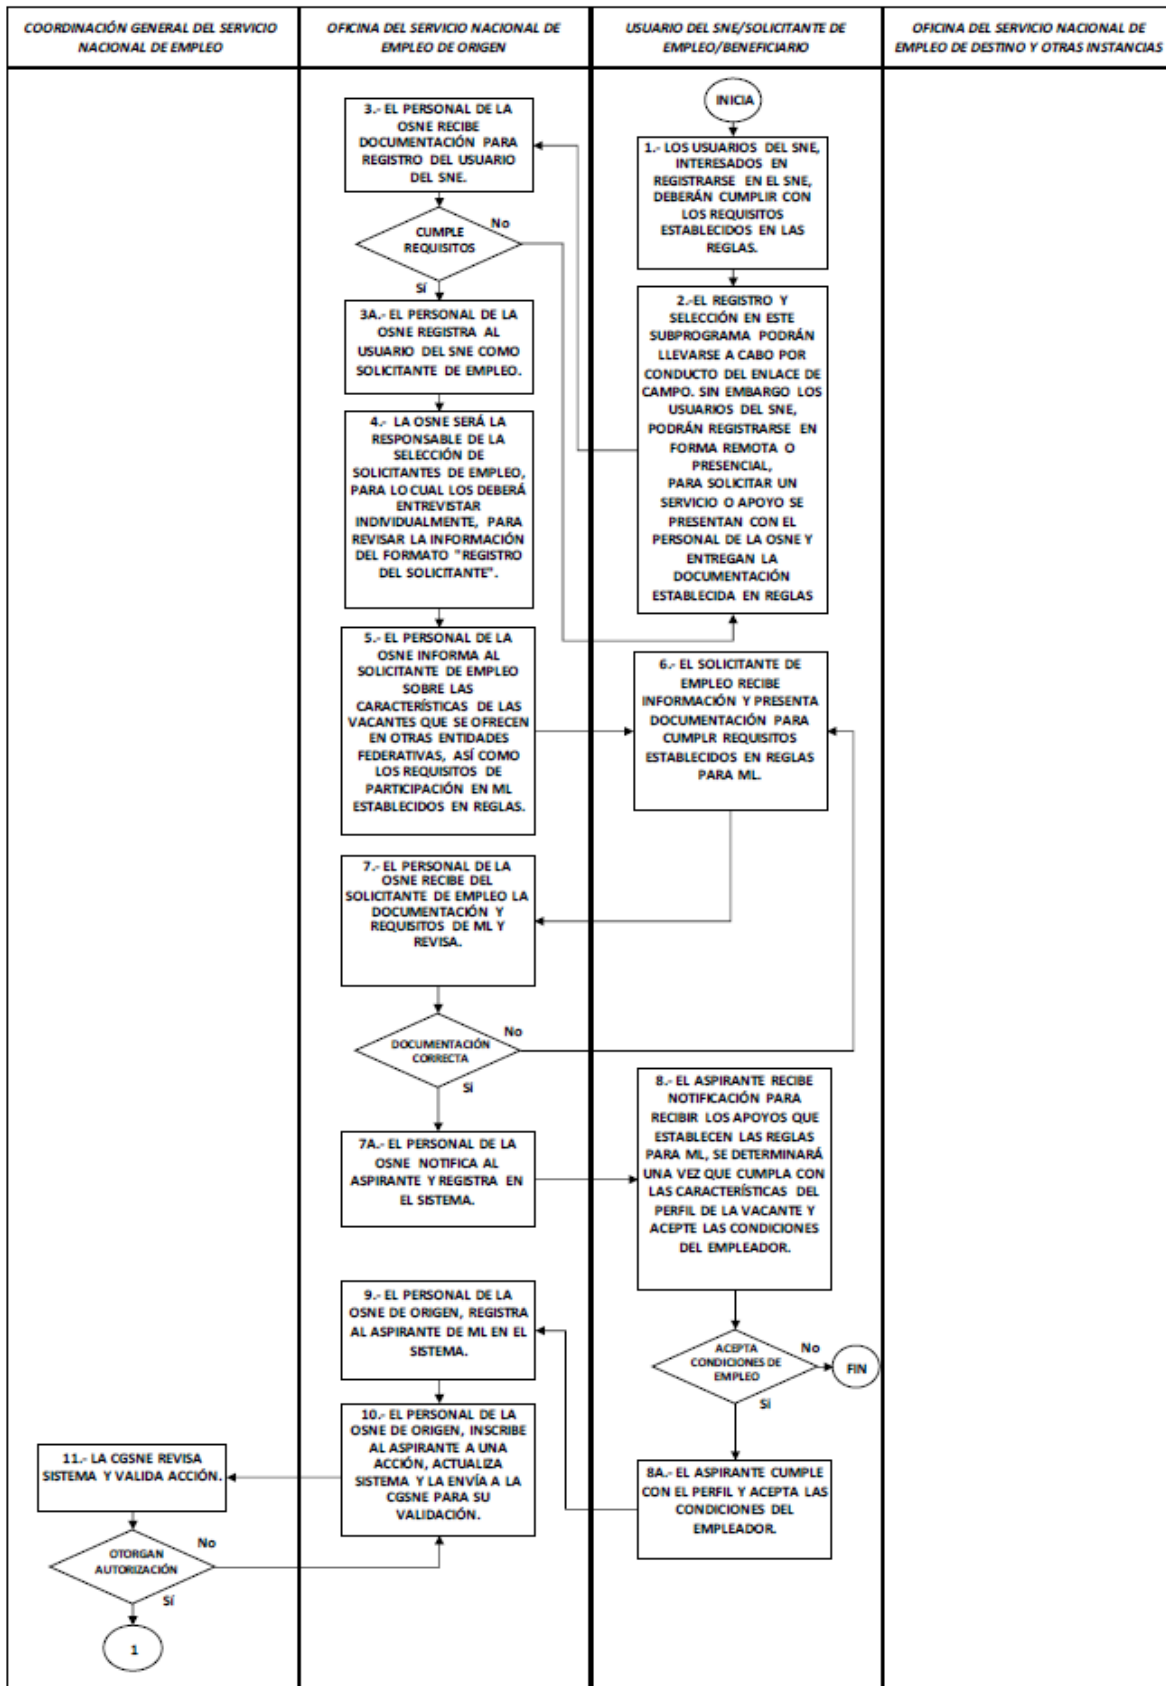 COORDINACIÓN GENERAL DEL SERVICIO
NACIONAL DE EMPLEO
OFICINA DEL SERVICIO NACIONAL DE
EMPLEO DE ORIGEN
USUARIO DEL SNE/SOLICITANTE DE
EMPLEO/BENEFICIARIO
OFICINA DEL SERVICIO NACIONAL DE
EMPLEO DE DESTINO Y OTRAS INSTANCIAS
INICIA
1.- LOS USUARIOS DEL SNE,
INTERESADOS EN
REGISTRARSE EN EL SNE,
DEBERÁN CUMPLIR CON
LOS REQUISITOS
ESTABLECIDOS EN LAS
REGLAS.
2.-EL REGISTRO Y
SELECCIÓN EN ESTE
SUBPROGRAMA PODRÁN
LLEVARSE A CABO POR
CONDUCTO DEL ENLACE DE
CAMPO. SIN EMBARGO LOS
USUARIOS DEL SNE,
PODRÁN REGISTRARSE EN
FORMA REMOTA O
PRESENCIAL,
PARA SOLICITAR UN
SERVICIO O APOYO SE
PRESENTAN CON EL
PERSONAL DE LA OSNE Y
ENTREGAN LA
DOCUMENTACIÓN
ESTABLECIDA EN REGLAS
3.- EL PERSONAL DE LA
OSNE RECIBE
DOCUMENTACIÓN PARA
REGISTRO DEL USUARIO
DEL SNE.
CUMPLE
REQUISITOS
No
Sí
3A.- EL PERSONAL DE LA
OSNE REGISTRA AL
USUARIO DEL SNE COMO
SOLICITANTE DE EMPLEO.
4.- LA OSNE SERÁ LA
RESPONSABLE DE LA
SELECCIÓN DE
SOLICITANTES DE EMPLEO,
PARA LO CUAL LOS DEBERÁ
ENTREVISTAR
INDIVIDUALMENTE, PARA
REVISAR LA INFORMACIÓN
DEL FORMATO "REGISTRO
DEL SOLICITANTE".
5.- EL PERSONAL DE LA
OSNE INFORMA AL
SOLICITANTE DE EMPLEO
SOBRE LAS
CARACTERÍSTICAS DE LAS
VACANTES QUE SE OFRECEN
EN OTRAS ENTIDADES
FEDERATIVAS, ASÍ COMO
LOS REQUISITOS DE
PARTICIPACIÓN EN ML
ESTABLECIDOS EN REGLAS.
6.- EL SOLICITANTE DE
EMPLEO RECIBE
INFORMACIÓN Y PRESENTA
DOCUMENTACIÓN PARA
CUMPLR REQUISITOS
ESTABLECIDOS EN REGLAS
PARA ML.
7.- EL PERSONAL DE LA
OSNE RECIBE DEL
SOLICITANTE DE EMPLEO LA
DOCUMENTACIÓN Y
REQUISITOS DE ML Y
REVISA.
DOCUMENTACIÓN
CORRECTA
No
Sí
7A.- EL PERSONAL DE LA
OSNE NOTIFICA AL
ASPIRANTE Y REGISTRA EN
EL SISTEMA.
8.- EL ASPIRANTE RECIBE
NOTIFICACIÓN PARA
RECIBIR LOS APOYOS QUE
ESTABLECEN LAS REGLAS
PARA ML, SE DETERMINARÁ
UNA VEZ QUE CUMPLA CON
LAS CARACTERÍSTICAS DEL
PERFIL DE LA VACANTE Y
ACEPTE LAS CONDICIONES
DEL EMPLEADOR.
ACEPTA
CONDICIONES DE
EMPLEO
No
FIN
Sí
8A.- EL ASPIRANTE CUMPLE
CON EL PERFIL Y ACEPTA LAS
CONDICIONES DEL
EMPLEADOR.
9.- EL PERSONAL DE LA
OSNE DE ORIGEN, REGISTRA
AL ASPIRANTE DE ML EN EL
SISTEMA.
10.- EL PERSONAL DE LA
OSNE DE ORIGEN, INSCRIBE
AL ASPIRANTE A UNA
ACCIÓN, ACTUALIZA
SISTEMA Y LA ENVÍA A LA
CGSNE PARA SU
VALIDACIÓN.
11.- LA CGSNE REVISA
SISTEMA Y VALIDA ACCIÓN.
OTORGAN
AUTORIZACIÓN
No
Sí
1